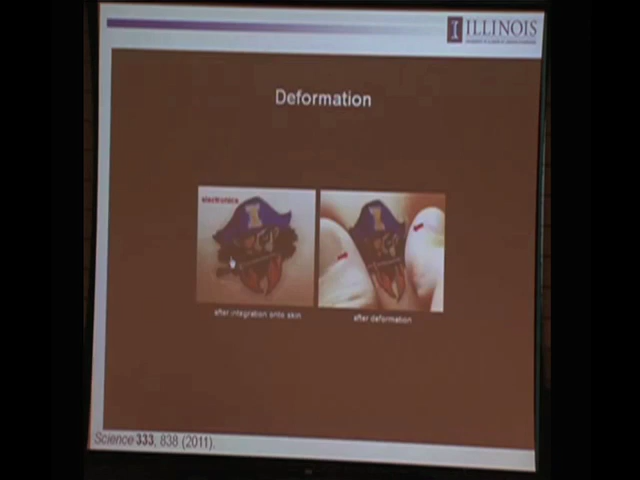 I ILLINOIS
Deformation
electronics
after integration onto skin
after deformation
Science 333, 838 (2011).